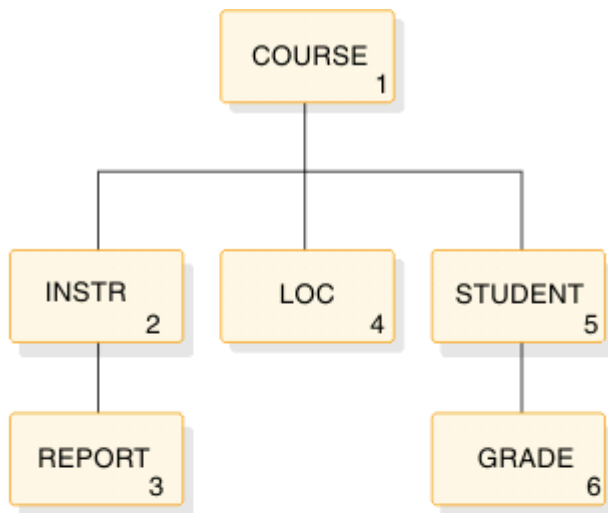 COURSE
1
INSTR
2
LOC
4
STUDENT
5
REPORT
3
GRADE
6